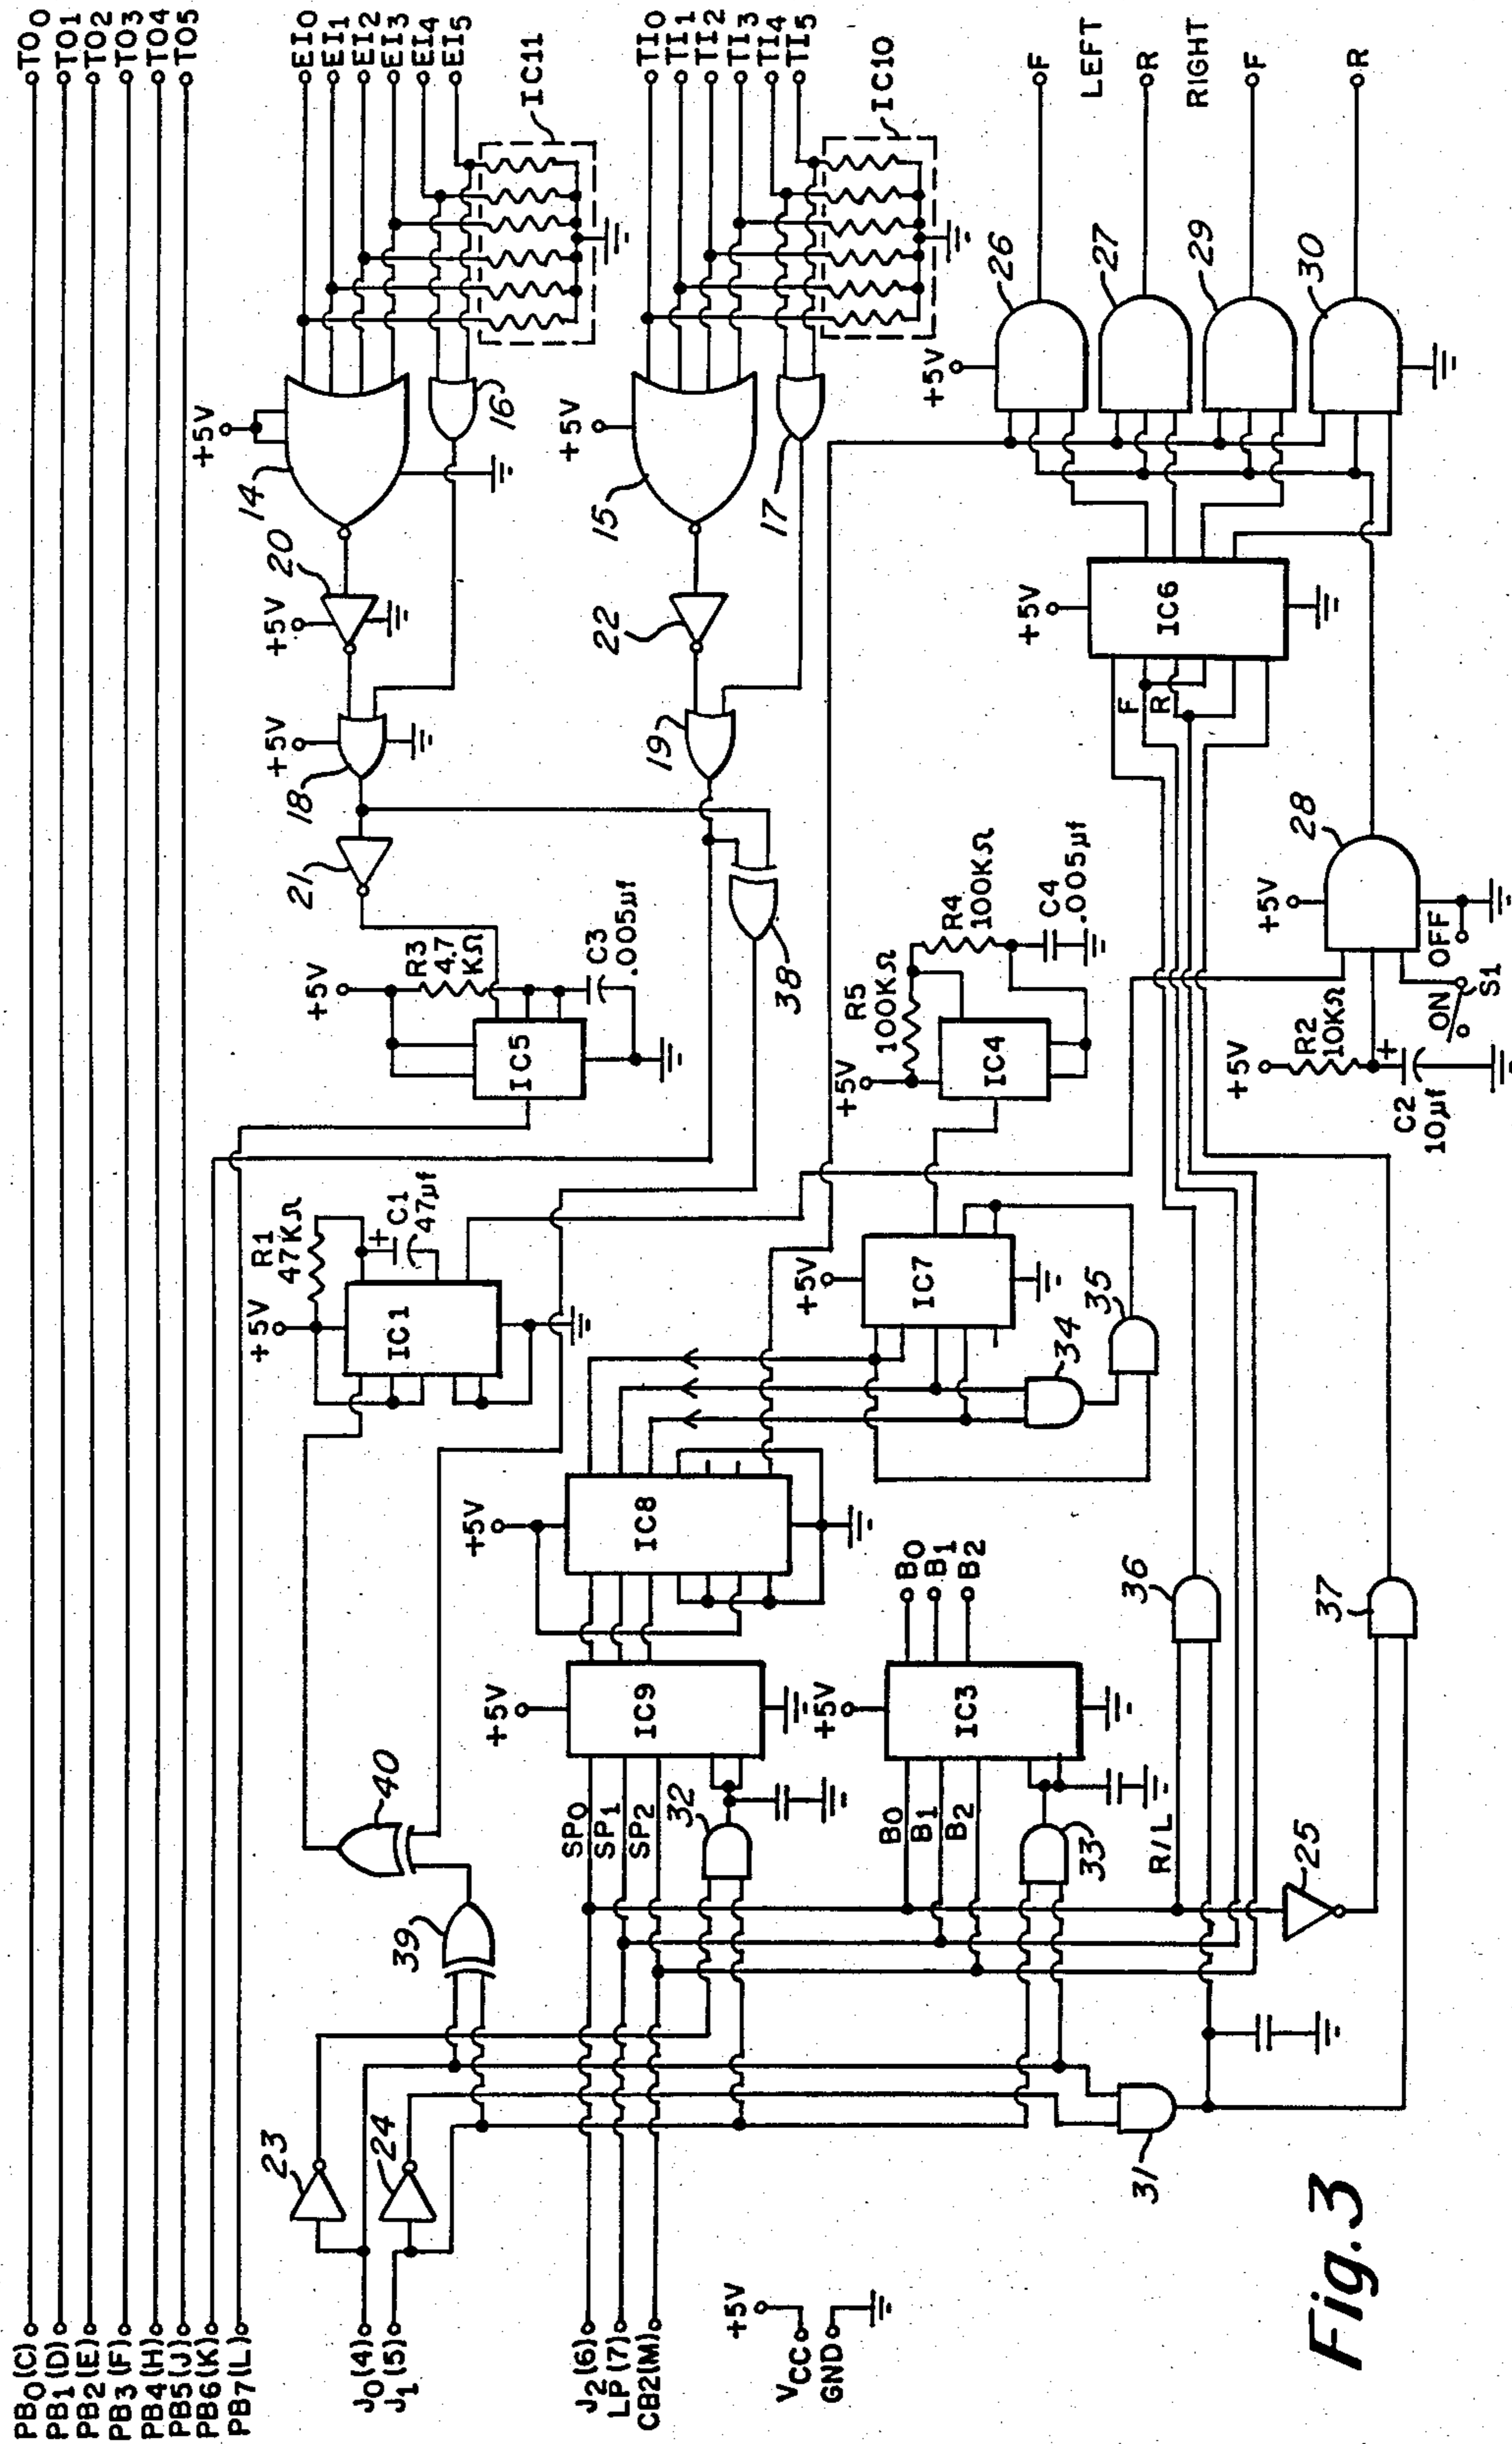 PB0(C)
PB1(D)
PB2(E)
PB3(F)
PB4(H)
PB5(J)
PB6(K)
PB7(L)
TO0
TO1
TO2
TO3
TO4
TO5
J0(4)
J1(5)
J2(6)
LP(7)
CB2(M)
+5V
VCC
GND
EI0
EI1
EI2
EI3
EI4
EI5
IC11
TI0
TI1
TI2
TI3
TI4
TI5
IC10
F
LEFT
R
RIGHT
F
R
23
24
39
40
+5V
R1
47KΩ
C1
+
47μf
IC1
+5V
R3
4.7
KΩ
C3
.005μf
IC5
21
18
+5V
20
+5V
14
+5V
16
38
19
22
15
+5V
17
SP0
SP1
SP2
32
+5V
IC9
+5V
IC8
B0
B1
B2
33
+5V
IC3
B0
B1
B2
34
35
+5V
IC7
+5V
R5
100KΩ
R4
100KΩ
C4
.005μf
IC4
R/L
25
31
36
37
F
R
+5V
IC6
+5V
26
27
29
30
+5V
28
OFF
ON
S1
+5V
R2
10KΩ
+
C2
10μf
Fig.3